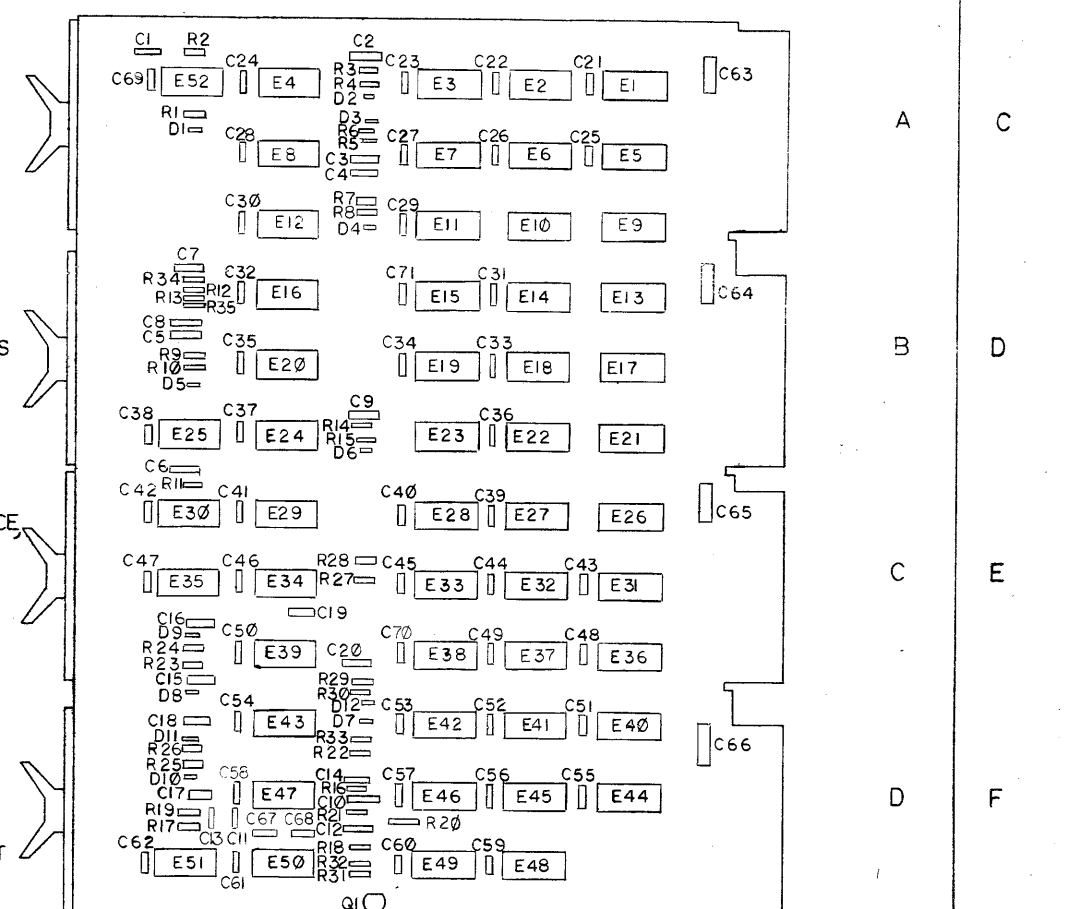 C1 R2 C2
C24 C23 C22 C21
C69 E52 E4 R3 E3 E2 E1 C63
R4
D2
R1 D3 A C
D1 C28 R6 C27 C26 C25
R5
E8 C3 E7 E6 E5
C4
C30 R7 C29
E12 R8 E11 E10 E9
D4
C7
R34 C32 C71 C31
R12 E16 E15 E14 E13 C64
R13
R35
C8
C5 C35 C34 C33
S R9 B D
R10 E20 E19 E18 E17
D5
C38 C37 C9 C36
R14
E25 E24 R15 E23 E22 E21
D6
C6
R11
C42 C41 C40 C39
E30 E29 E28 E27 E26 C65
CE,
C47 C46 R28 C45 C44 C43
E35 E34 R27 E33 E32 E31 C E
C16 C19
D9 C50 C70 C49 C48
R24 E39 C20 E38 E37 E36
R23
C15 R29
D8 R30
C54 D12 C53 C52 C51
C18 E43 D7 E42 E41 E40
D11 R33
R26 R22 C66
R25
D10 C58 C14 C57 C56 C55
C17 E47 R16 E46 E45 E44 D F
C10
R19 R21
R17 C13 C11 C67 C68 C12 R20
C62 R18 C60 C59
T E51 E50 R32 E49 E48
C61 R31
Q1